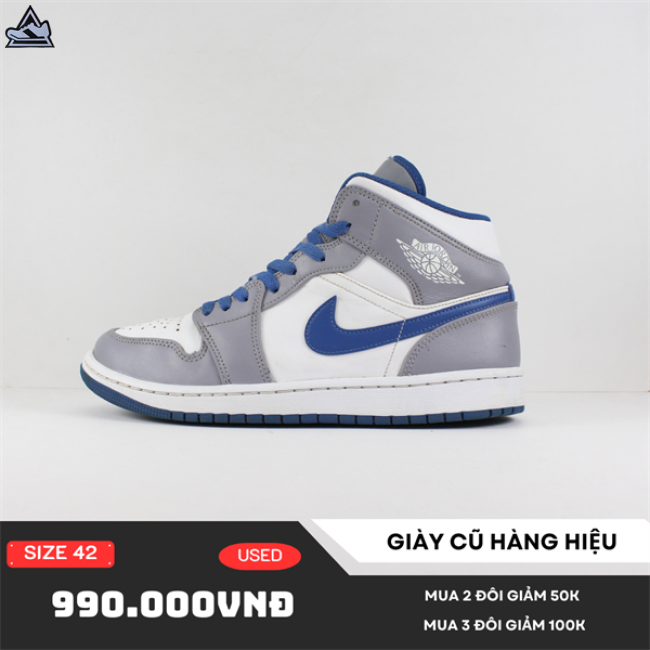 AIR JORDAN
SIZE 42
USED
990.000VNĐ
GIÀY CŨ HÀNG HIỆU
MUA 2 ĐÔI GIẢM 50K
MUA 3 ĐÔI GIẢM 100K